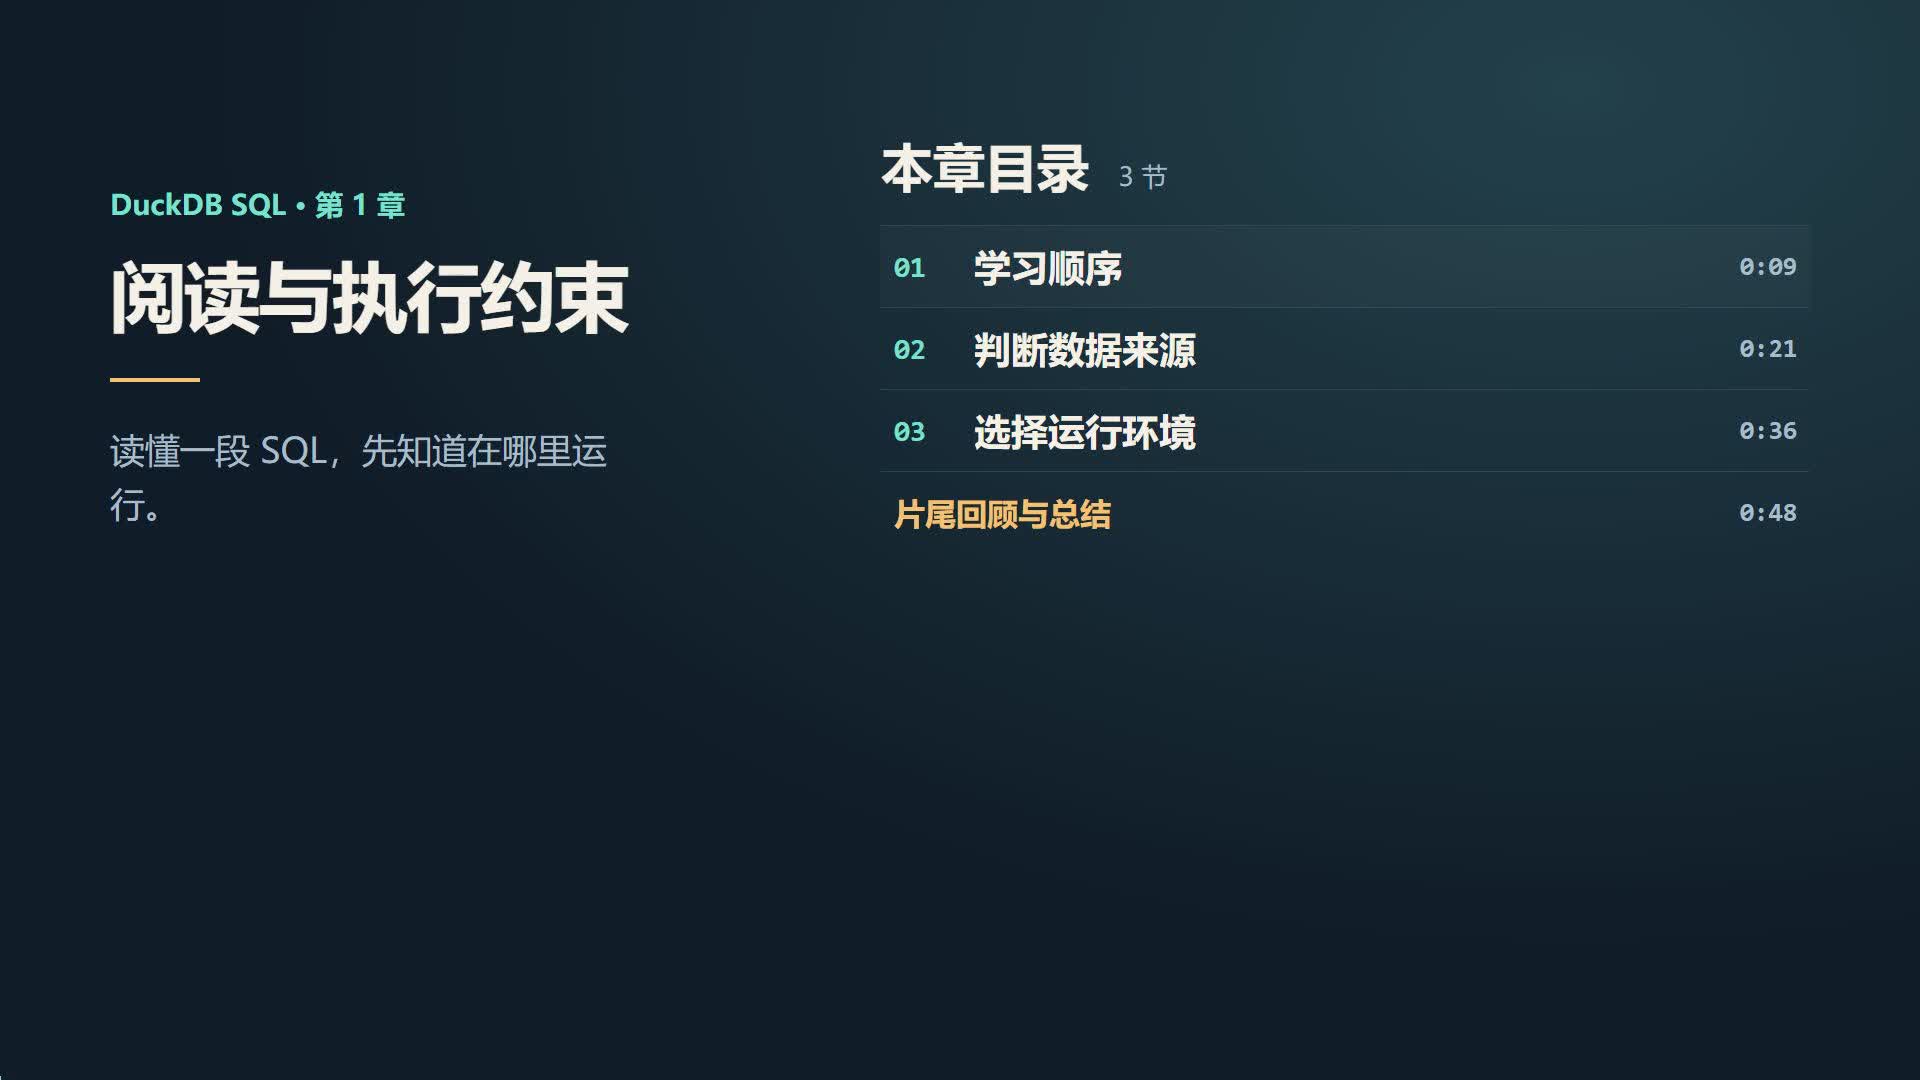 DuckDB SQL • 第 1 章
阅读与执行约束
读懂一段 SQL，先知道在哪里运
行。
本章目录 3 节
01 学习顺序 0:09
02 判断数据来源 0:21
03 选择运行环境 0:36
片尾回顾与总结 0:48